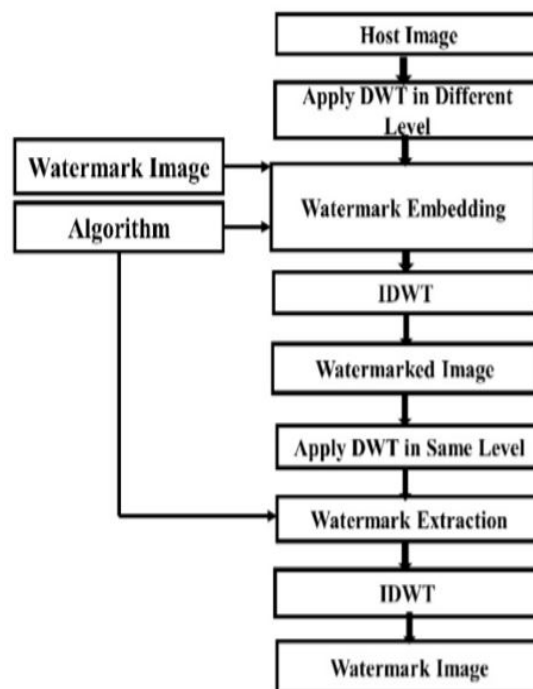 Host Image
Apply DWT in Different
Level
Watermark Image
Algorithm
Watermark Embedding
IDWT
Watermarked Image
Apply DWT in Same Level
Watermark Extraction
IDWT
Watermark Image